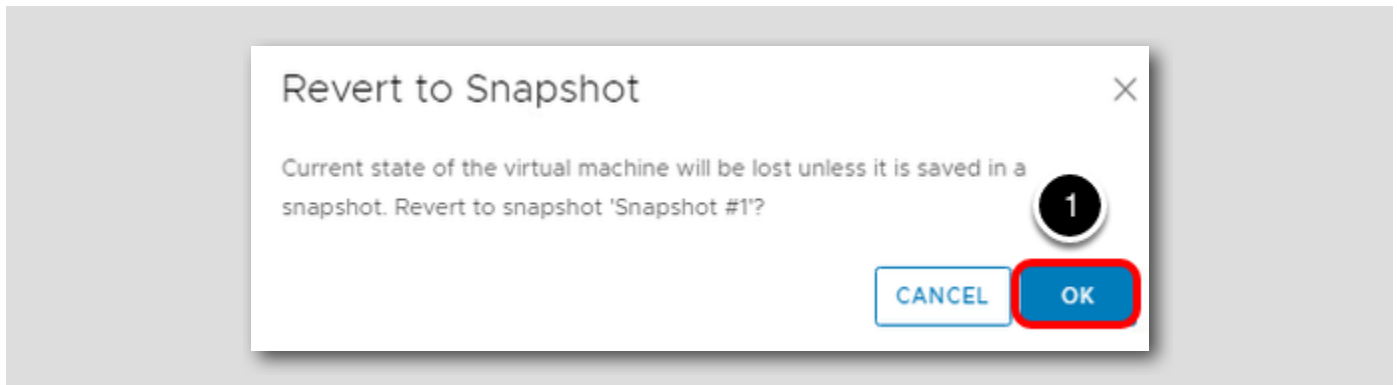 Revert to Snapshot
Current state of the virtual machine will be lost unless it is saved in a
snapshot. Revert to snapshot 'Snapshot #1'?
1
CANCEL OK